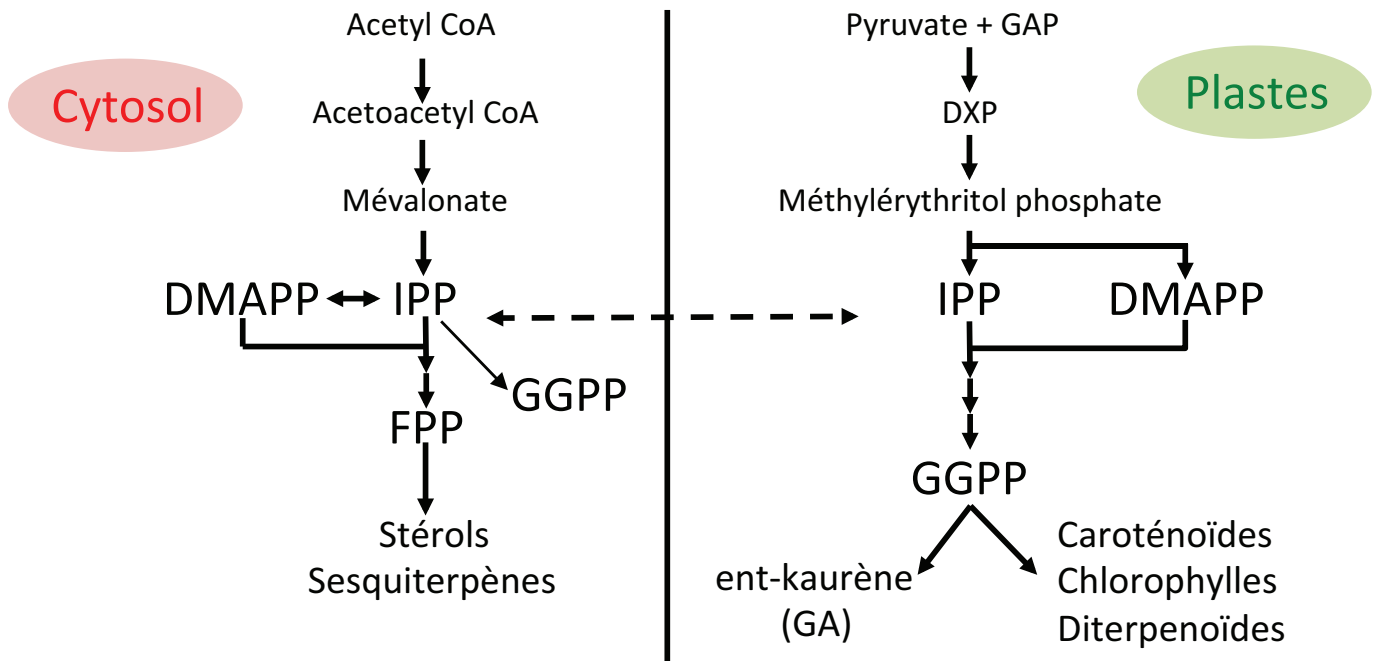 Cytosol
Acetyl CoA
Acetoacetyl CoA
Mévalonate
DMAPP
IPP
GGPP
FPP
Stérols
Sesquiterpènes
Plastes
Pyruvate + GAP
DXP
Méthylérythritol phosphate
IPP
DMAPP
GGPP
ent-kaurène
(GA)
Caroténoïdes
Chlorophylles
Diterpenoïdes